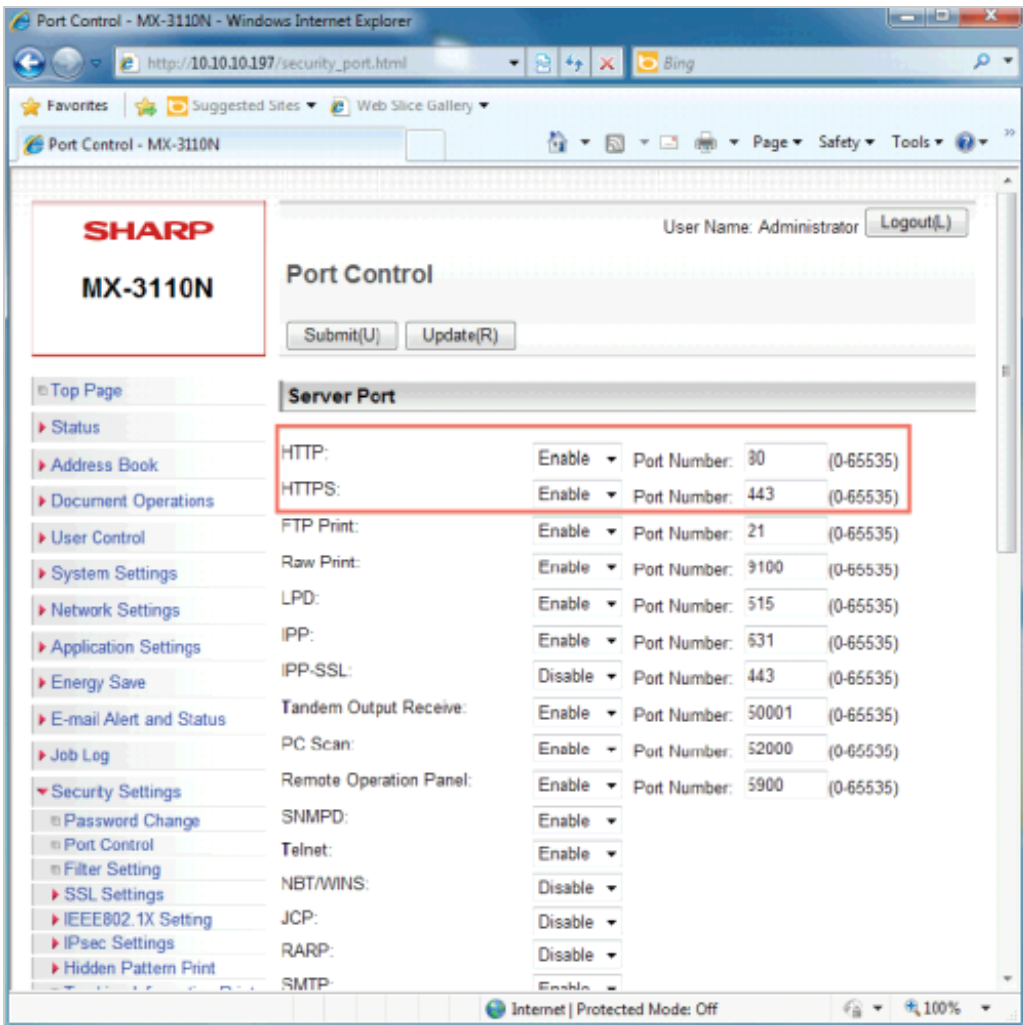 Port Control - MX-3110N - Windows Internet Explorer
http://10.10.10.197/security_port.html
Bing
Favorites Suggested Sites Web Slice Gallery
Port Control - MX-3110N Page Safety Tools
SHARP
MX-3110N
User Name: Administrator Logout(L)
Port Control
Submit(U) Update(R)
Top Page
Status
Address Book
Document Operations
User Control
System Settings
Network Settings
Application Settings
Energy Save
E-mail Alert and Status
Job Log
Security Settings
Password Change
Port Control
Filter Setting
SSL Settings
IEEE802.1X Setting
IPsec Settings
Hidden Pattern Print
Server Port
HTTP: Enable Port Number: 80 (0-65535)
HTTPS: Enable Port Number: 443 (0-65535)
FTP Print: Enable Port Number: 21 (0-65535)
Raw Print: Enable Port Number: 9100 (0-65535)
LPD: Enable Port Number: 515 (0-65535)
IPP: Enable Port Number: 631 (0-65535)
IPP-SSL: Disable Port Number: 443 (0-65535)
Tandem Output Receive: Enable Port Number: 50001 (0-65535)
PC Scan: Enable Port Number: 52000 (0-65535)
Remote Operation Panel: Enable Port Number: 5900 (0-65535)
SNMPD: Enable
Telnet: Enable
NBT/WINS: Disable
JCP: Disable
RARP: Disable
SMTP: Enable
Internet | Protected Mode: Off 100%